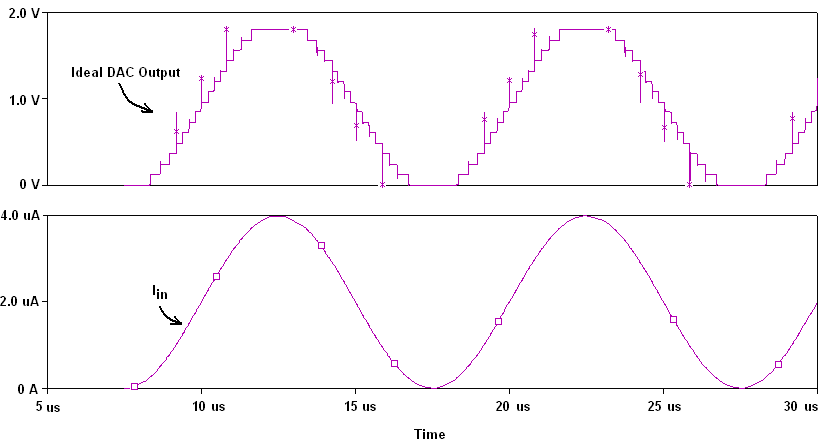 2.0 V
Ideal DAC Output
1.0 V
0 V
4.0 uA
Iin
2.0 uA
0 A
5 us 10 us 15 us 20 us 25 us 30 us
Time